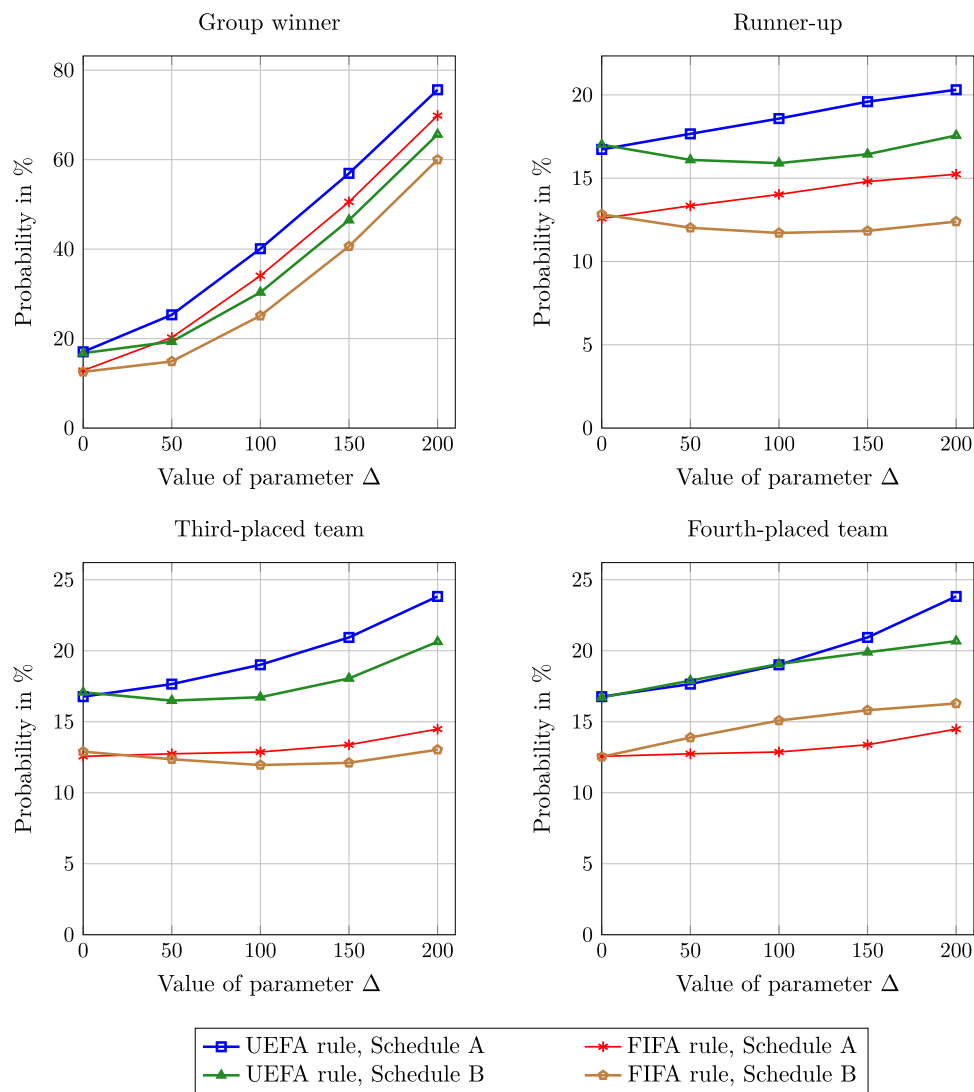 Group winner
Probability in %
80
60
40
20
0
0 50 100 150 200
Value of parameter Δ
Runner-up
Probability in %
20
15
10
5
0
0 50 100 150 200
Value of parameter Δ
Third-placed team
Probability in %
25
20
15
10
5
0
0 50 100 150 200
Value of parameter Δ
Fourth-placed team
Probability in %
25
20
15
10
5
0
0 50 100 150 200
Value of parameter Δ
UEFA rule, Schedule A FIFA rule, Schedule A
UEFA rule, Schedule B FIFA rule, Schedule B